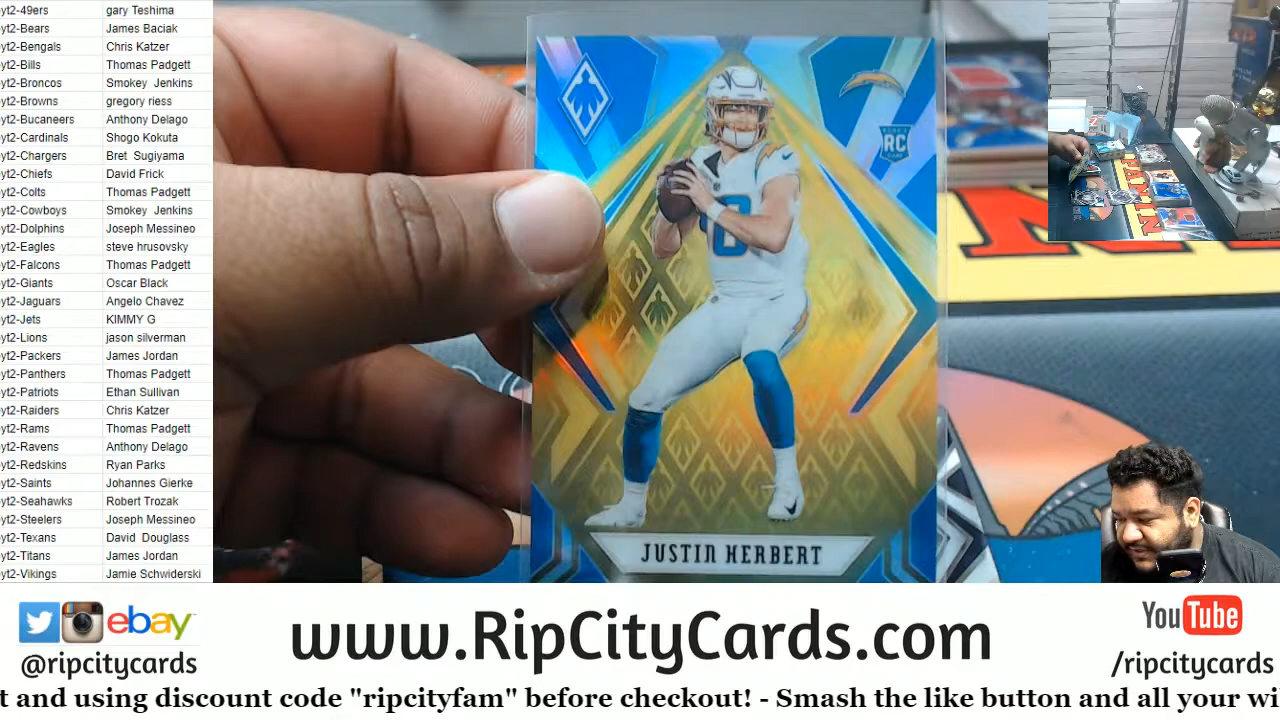 yt2-49ers gary Teshima
yt2-Bears James Baciak
yt2-Bengals Chris Katzer
yt2-Bills Thomas Padgett
yt2-Broncos Smokey Jenkins
yt2-Browns gregory riess
yt2-Bucaneers Anthony Delago
yt2-Cardinals Shogo Kokuta
yt2-Chargers Bret Sugiyama
yt2-Chiefs David Frick
yt2-Colts Thomas Padgett
yt2-Cowboys Smokey Jenkins
yt2-Dolphins Joseph Messineo
yt2-Eagles steve hrusovsky
yt2-Falcons Thomas Padgett
yt2-Giants Oscar Black
yt2-Jaguars Angelo Chavez
yt2-Jets KIMMY G
yt2-Lions jason silverman
yt2-Packers James Jordan
yt2-Panthers Thomas Padgett
yt2-Patriots Ethan Sullivan
yt2-Raiders Chris Katzer
yt2-Rams Thomas Padgett
yt2-Ravens Anthony Delago
yt2-Redskins Ryan Parks
yt2-Saints Johannes Gierke
yt2-Seahawks Robert Trozak
yt2-Steelers Joseph Messineo
yt2-Texans David Douglass
yt2-Titans James Jordan
yt2-Vikings Jamie Schwiderski
RC
JUSTIN HERBERT
PANINI
ebay
@ripcitycards
www.RipCityCards.com
YouTube
/ripcitycards
t and using discount code "ripcityfam" before checkout! - Smash the like button and all your wi